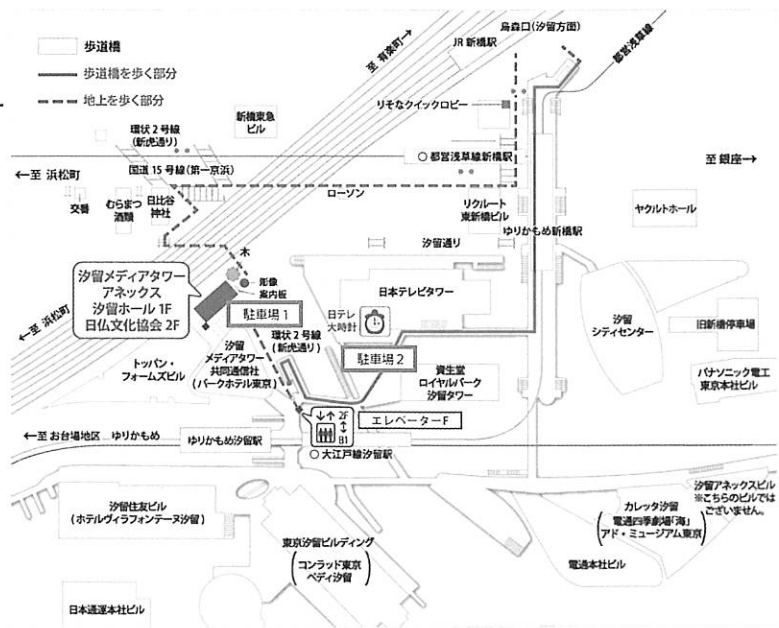 歩道橋
歩道橋を歩く部分
地上を歩く部分
至 有楽町
烏森口(汐留方面)
JR 新橋駅
都営浅草線
りそなクイックロビー
新橋東急
ビル
環状2号線
(新虎通り)
国道15号線(第一京浜)
都営浅草線新橋駅
至 銀座→
←至 浜松町
交番
むらまつ
酒類
日比谷
神社
ローソン
リクルート
東新橋ビル
ヤクルトホール
ゆりかもめ新橋駅
汐留通り
木
彫像
案内板
汐留メディアタワー
アネックス
汐留ホール 1F
日仏文化協会 2F
←至 浜松町
駐車場1
日テレ
大時計
日本テレビタワー
汐留
シティセンター
旧新橋停車場
環状2号線
(新虎通り)
駐車場2
汐留
メディアタワー
共同通信社
(パークホテル東京)
トッパン・
フォームズビル
資生堂
ロイヤルパーク
汐留タワー
パナソニック電工
東京本社ビル
↓↑ 2F
↕
B1
エレベーターF
←至 お台場地区 ゆりかもめ
ゆりかもめ汐留駅
大江戸線汐留駅
汐留アネックスビル
※こちらのビルでは
ございません。
汐留住友ビル
(ホテルヴィラフォンテーヌ汐留)
カレッタ汐留
電通四季劇場「海」
アド・ミュージアム東京
東京汐留ビルディング
コンラッド東京
ペディ汐留
電通本社ビル
日本通運本社ビル